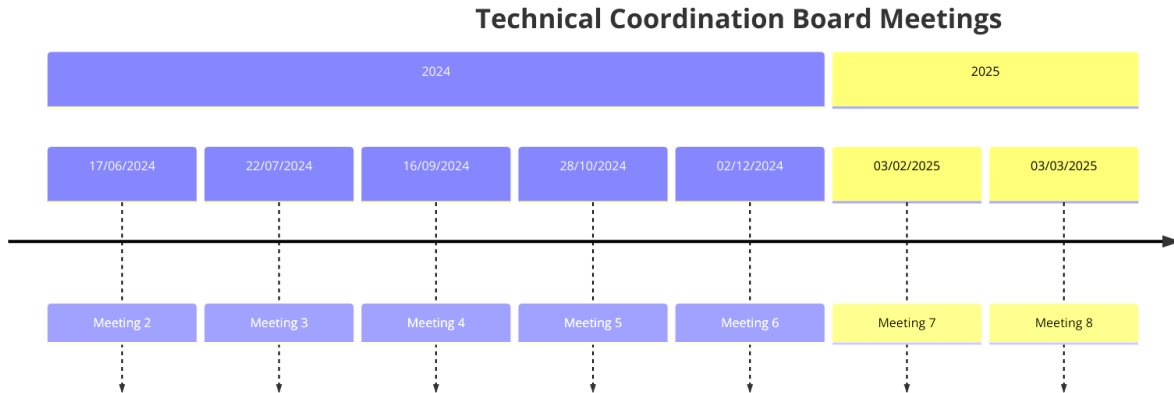 Technical Coordination Board Meetings
2024
2025
17/06/2024
22/07/2024
16/09/2024
28/10/2024
02/12/2024
03/02/2025
03/03/2025
Meeting 2
Meeting 3
Meeting 4
Meeting 5
Meeting 6
Meeting 7
Meeting 8